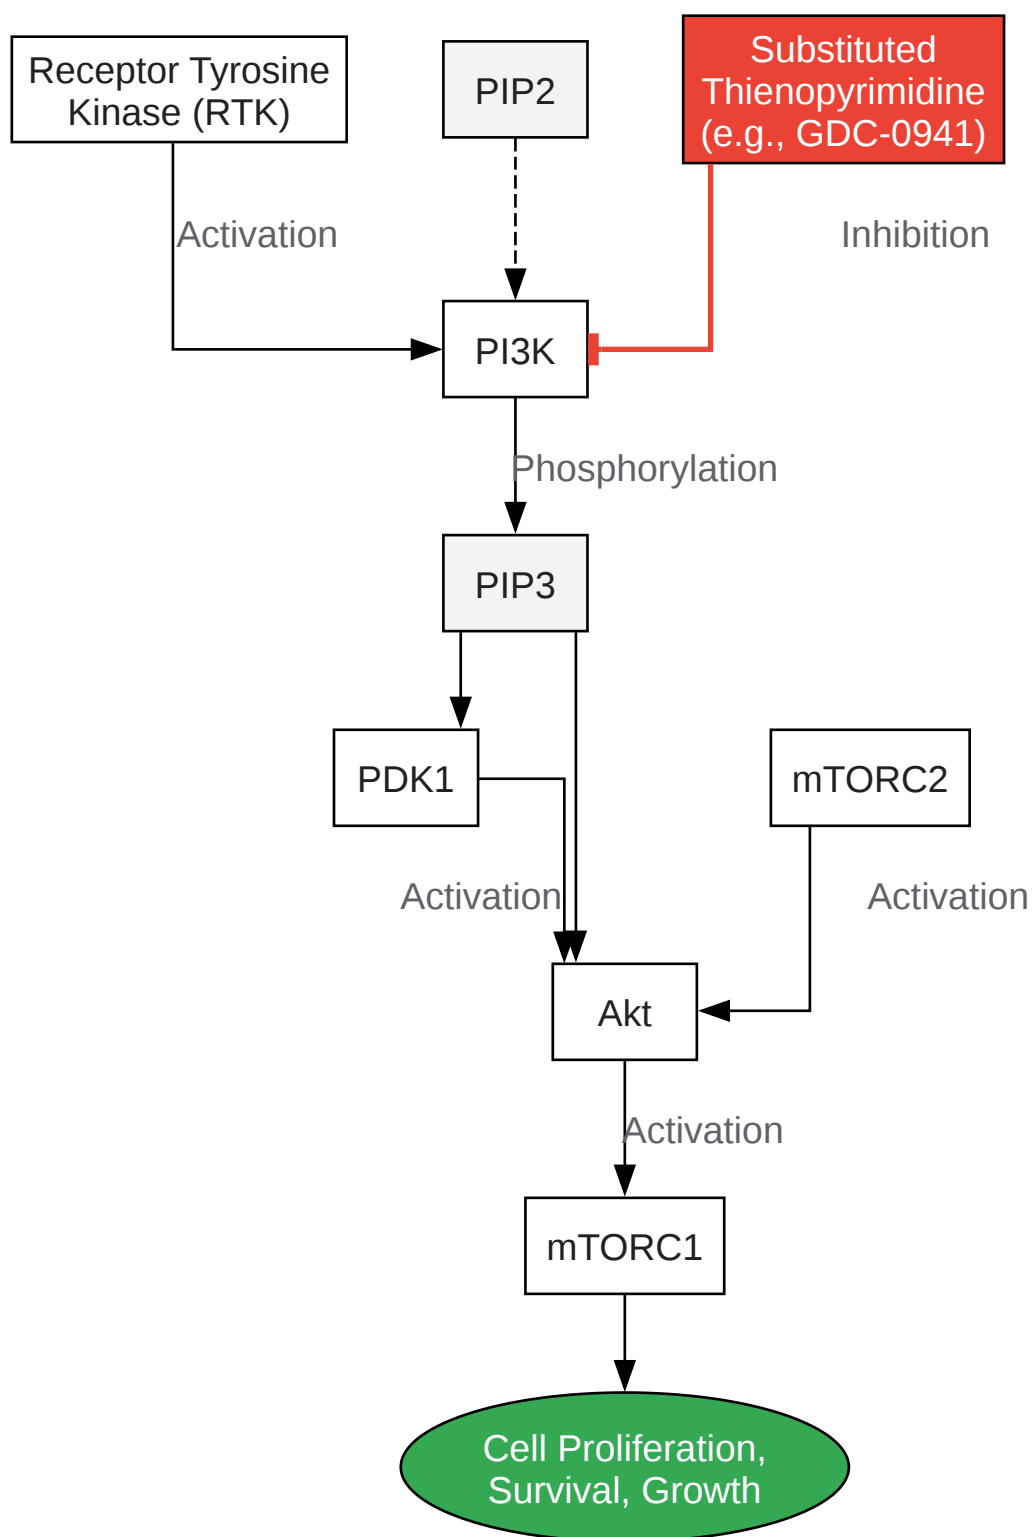 Receptor Tyrosine
Kinase (RTK)
PIP2
Substituted
Thienopyrimidine
(e.g., GDC-0941)
Activation
Inhibition
PI3K
Phosphorylation
PIP3
PDK1
mTORC2
Activation
Activation
Akt
Activation
mTORC1
Cell Proliferation,
Survival, Growth